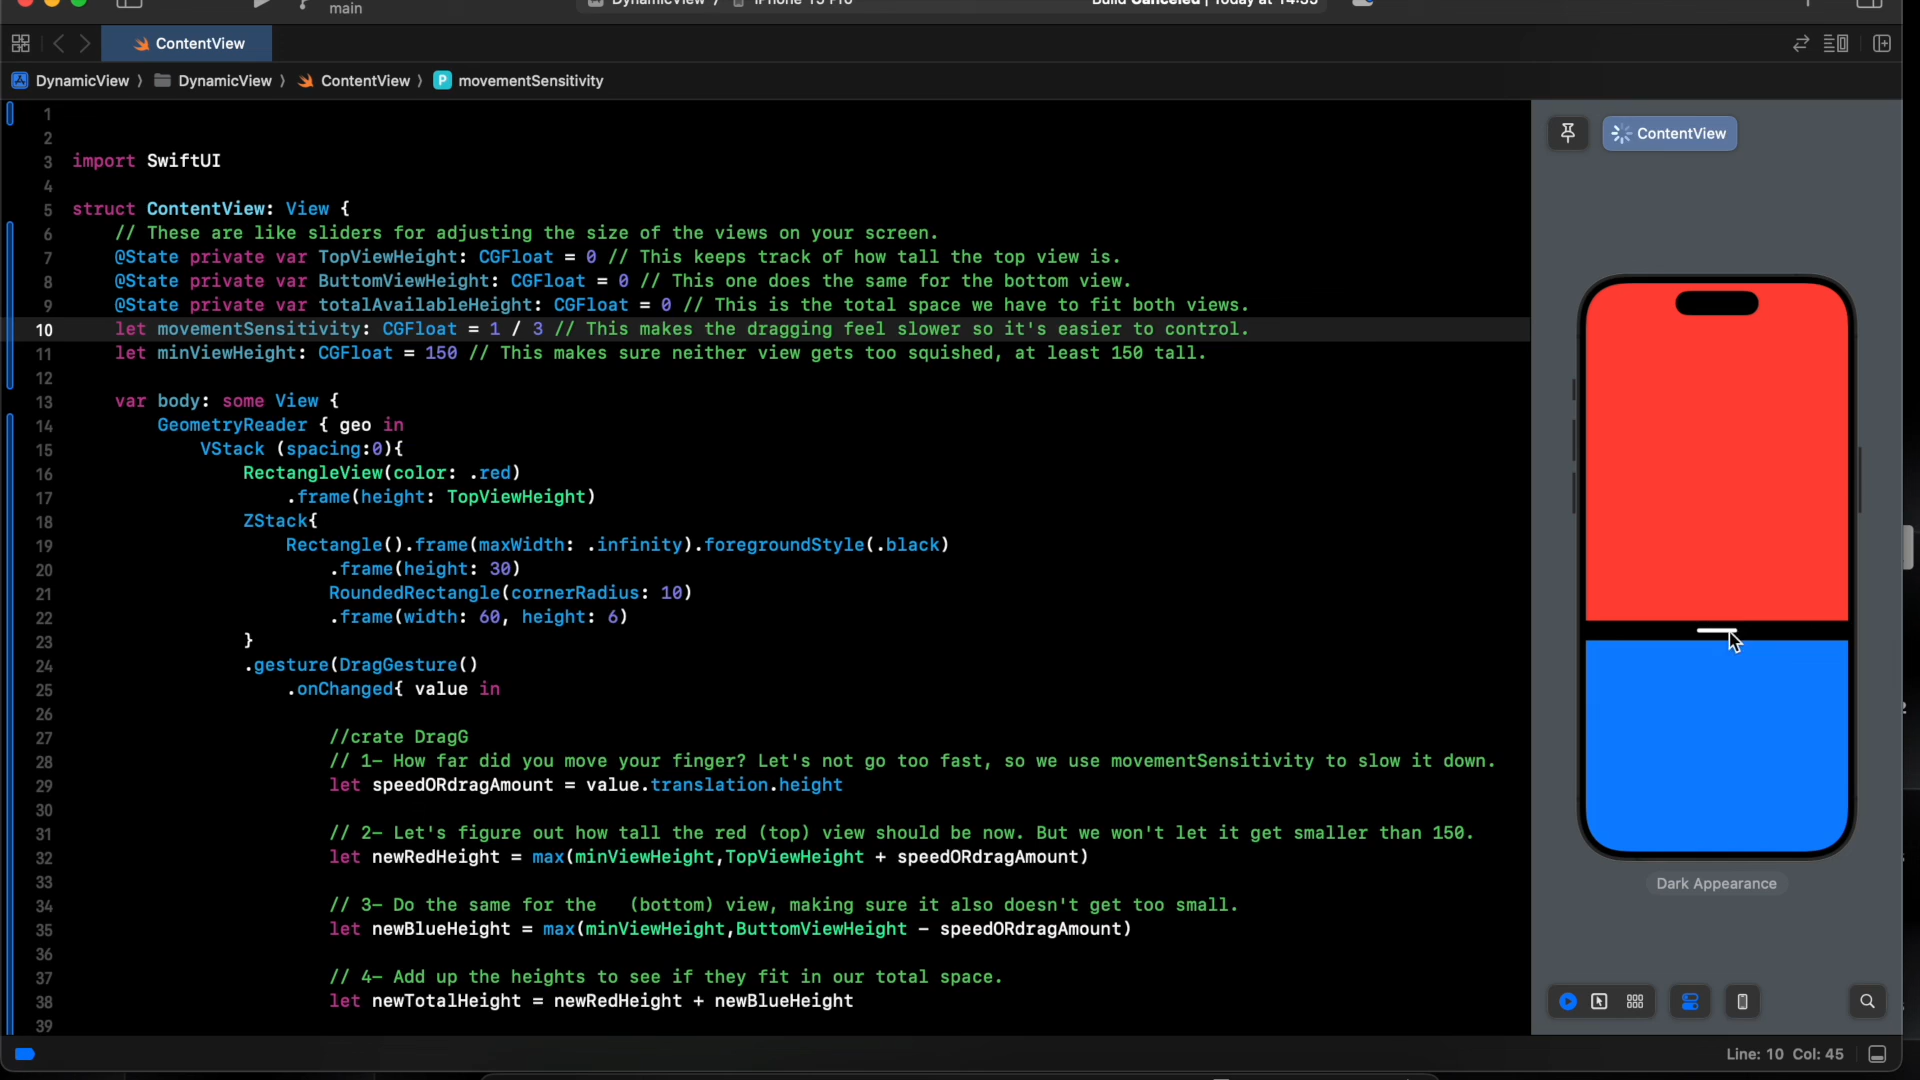 main
ContentView
DynamicView 〉 DynamicView 〉 ContentView 〉 P movementSensitivity
1
2
3 import SwiftUI
4
5 struct ContentView: View {
6 // These are like sliders for adjusting the size of the views on your screen.
7 @State private var TopViewHeight: CGFloat = 0 // This keeps track of how tall the top view is.
8 @State private var ButtomViewHeight: CGFloat = 0 // This one does the same for the bottom view.
9 @State private var totalAvailableHeight: CGFloat = 0 // This is the total space we have to fit both views.
10 let movementSensitivity: CGFloat = 1 / 3 // This makes the dragging feel slower so it's easier to control.
11 let minViewHeight: CGFloat = 150 // This makes sure neither view gets too squished, at least 150 tall.
12
13 var body: some View {
14 GeometryReader { geo in
15 VStack (spacing:0){
16 RectangleView(color: .red)
17 .frame(height: TopViewHeight)
18 ZStack{
19 Rectangle().frame(maxWidth: .infinity).foregroundStyle(.black)
20 .frame(height: 30)
21 RoundedRectangle(cornerRadius: 10)
22 .frame(width: 60, height: 6)
23 }
24 .gesture(DragGesture()
25 .onChanged{ value in
26
27 //crate DragG
28 // 1- How far did you move your finger? Let's not go too fast, so we use movementSensitivity to slow it down.
29 let speedORdragAmount = value.translation.height
30
31 // 2- Let's figure out how tall the red (top) view should be now. But we won't let it get smaller than 150.
32 let newRedHeight = max(minViewHeight,TopViewHeight + speedORdragAmount)
33
34 // 3- Do the same for the   (bottom) view, making sure it also doesn't get too small.
35 let newBlueHeight = max(minViewHeight,ButtomViewHeight - speedORdragAmount)
36
37 // 4- Add up the heights to see if they fit in our total space.
38 let newTotalHeight = newRedHeight + newBlueHeight
39
ContentView
Dark Appearance
Line: 10 Col: 45